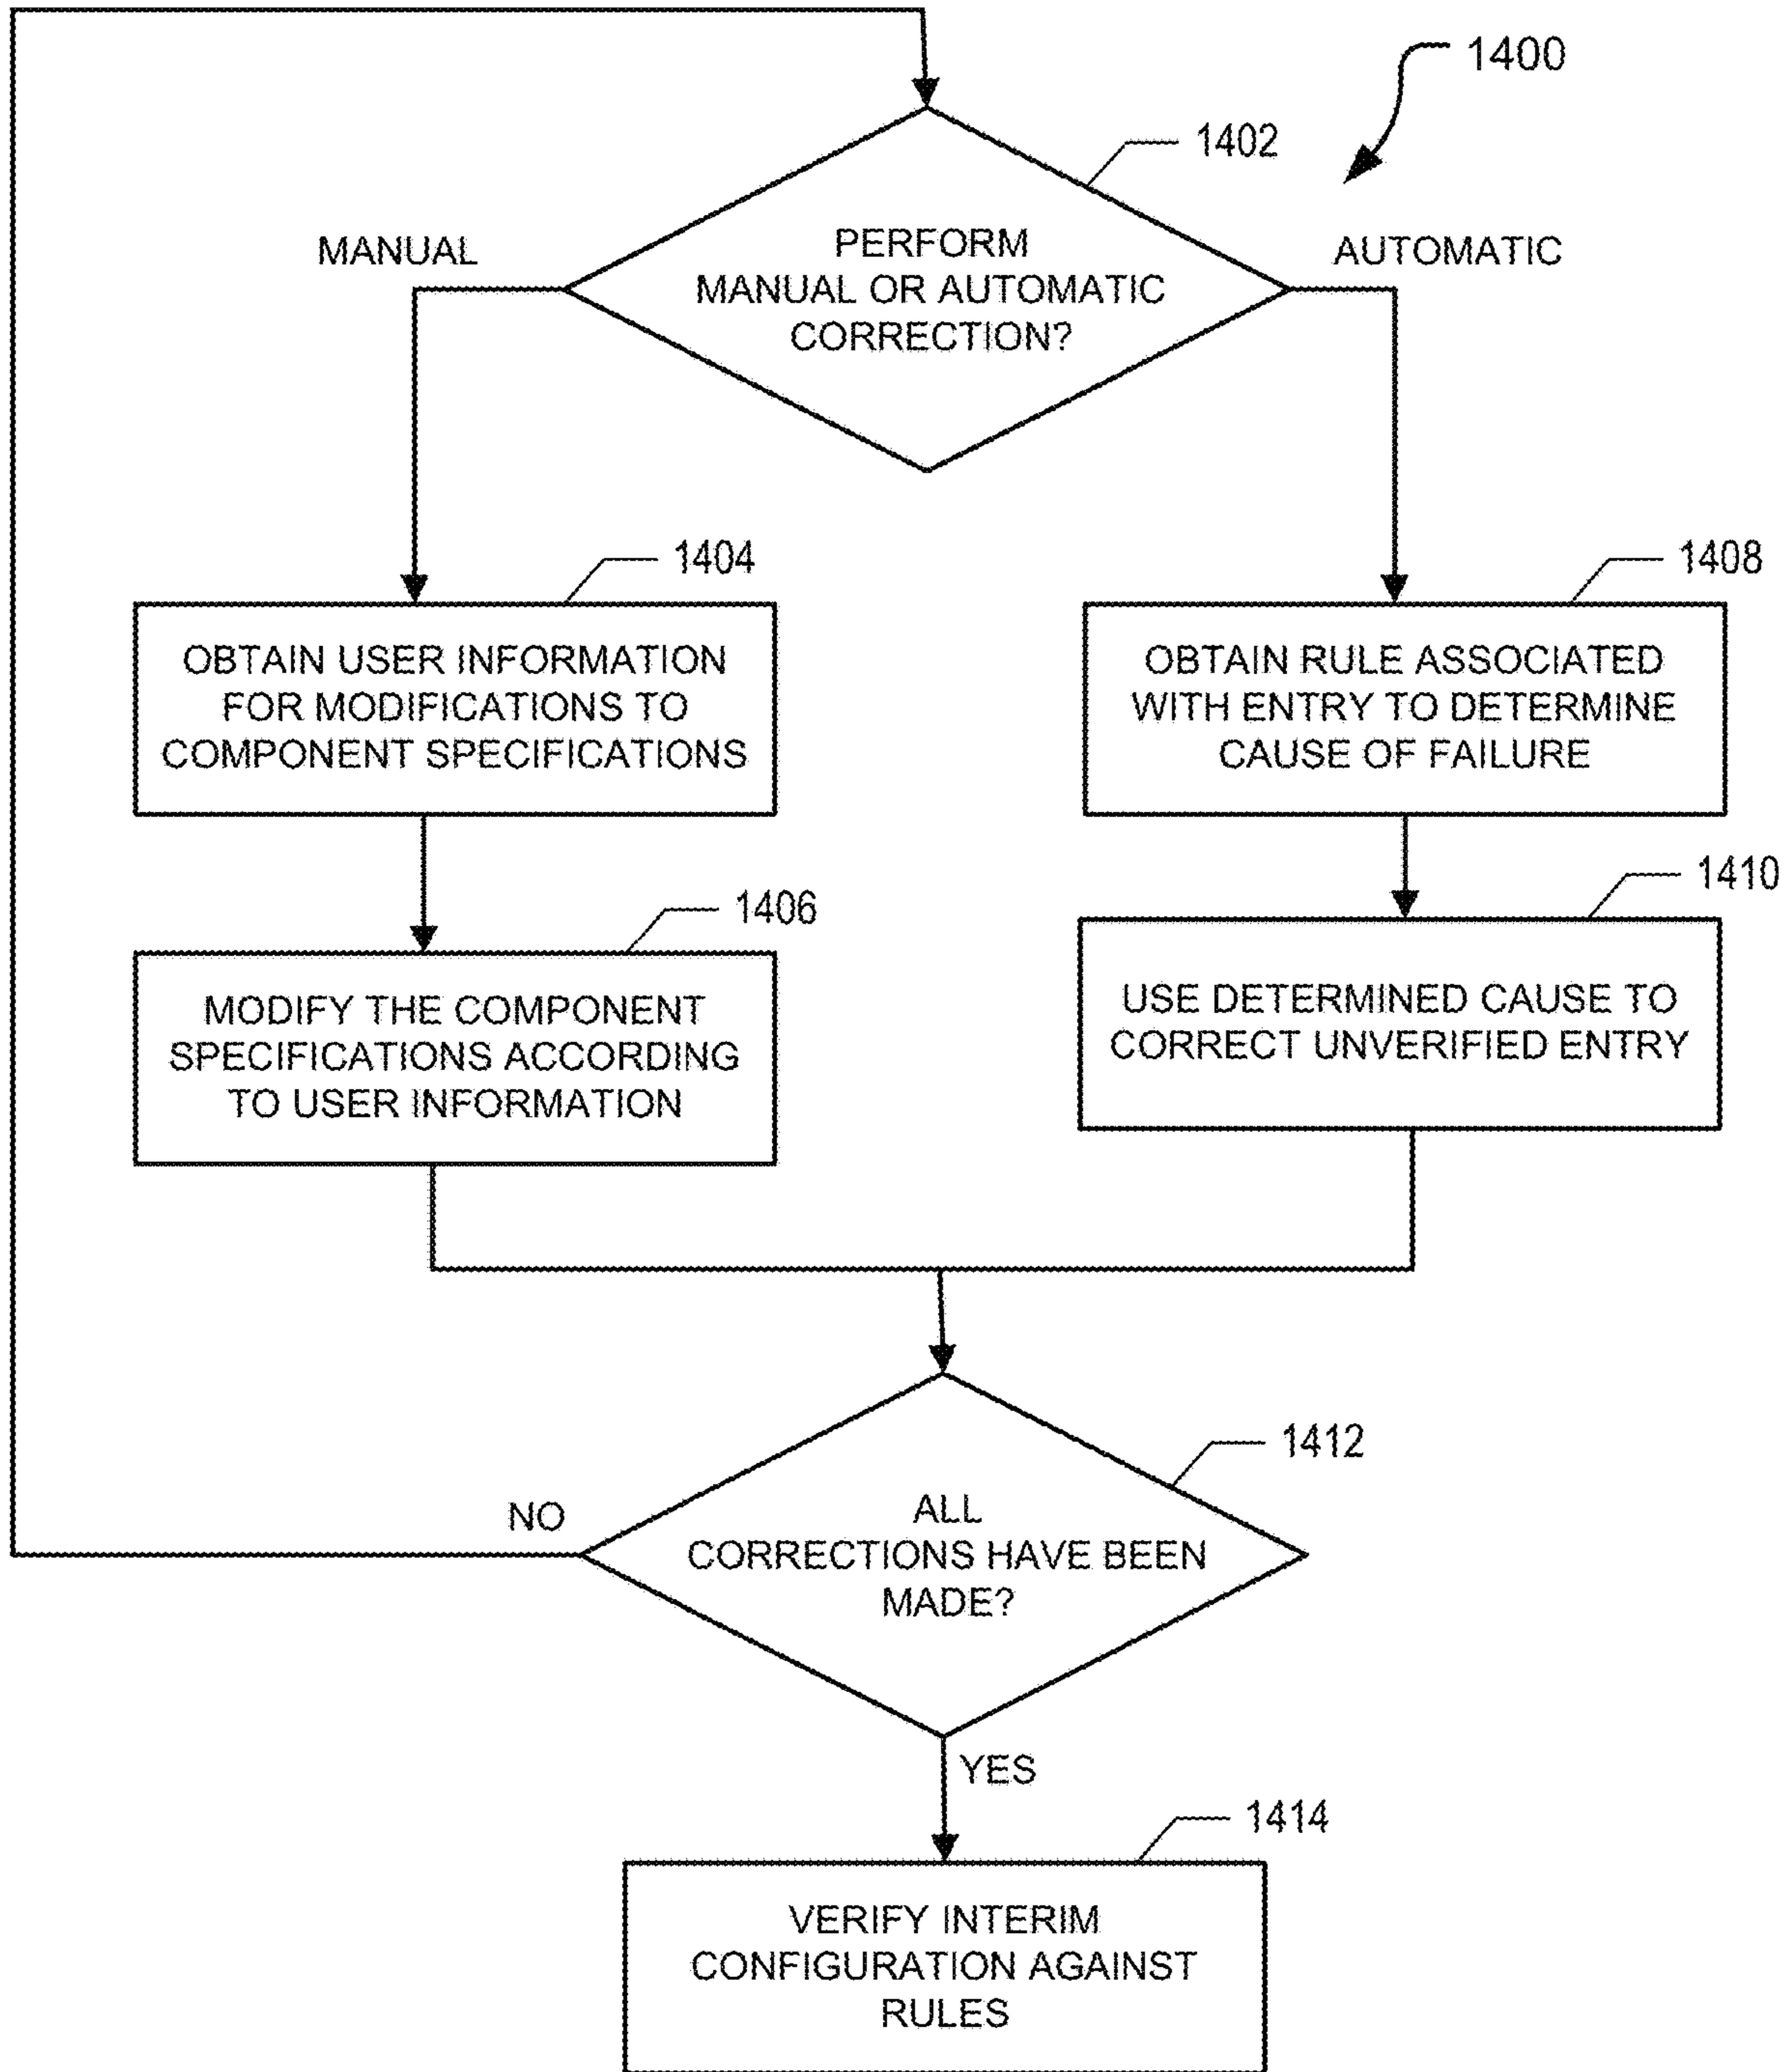 1400
1402
PERFORM
MANUAL OR AUTOMATIC
CORRECTION?
MANUAL
AUTOMATIC
1404
OBTAIN USER INFORMATION
FOR MODIFICATIONS TO
COMPONENT SPECIFICATIONS
1408
OBTAIN RULE ASSOCIATED
WITH ENTRY TO DETERMINE
CAUSE OF FAILURE
1406
MODIFY THE COMPONENT
SPECIFICATIONS ACCORDING
TO USER INFORMATION
1410
USE DETERMINED CAUSE TO
CORRECT UNVERIFIED ENTRY
1412
ALL
CORRECTIONS HAVE BEEN
MADE?
NO
YES
1414
VERIFY INTERIM
CONFIGURATION AGAINST
RULES